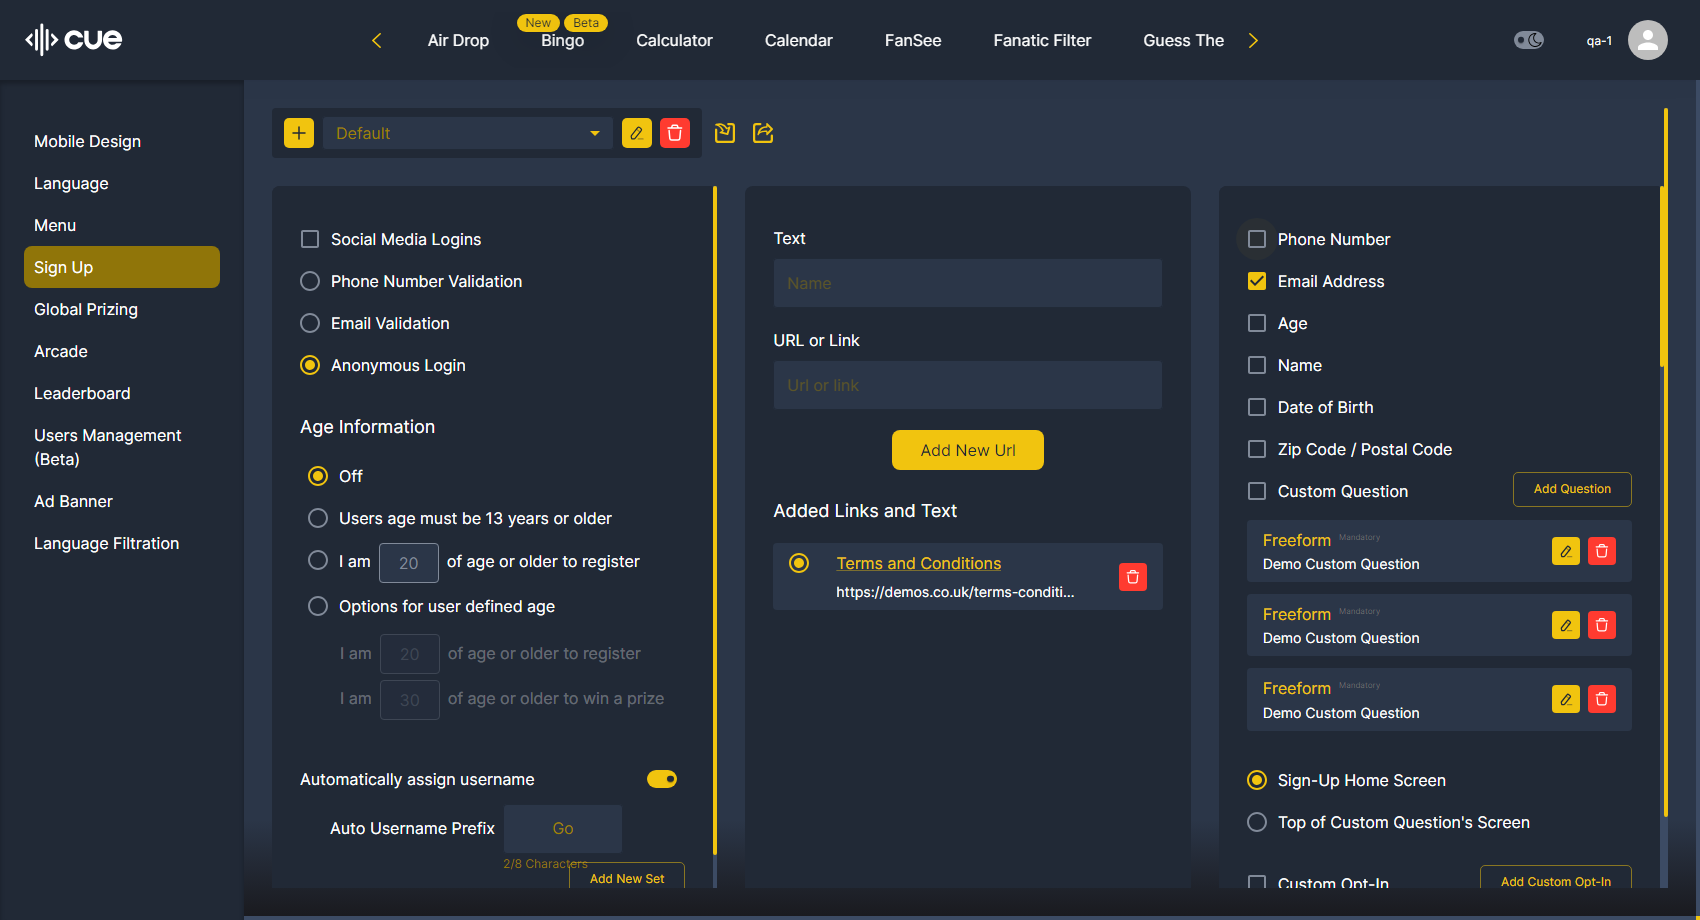 cue
Air Drop
New
Beta
Bingo
Calculator
Calendar
FanSee
Fanatic Filter
Guess The
qa-1
Mobile Design
Language
Menu
Sign Up
Global Prizing
Arcade
Leaderboard
Users Management
(Beta)
Ad Banner
Language Filtration
Default
Social Media Logins
Phone Number Validation
Email Validation
Anonymous Login
Age Information
Off
Users age must be 13 years or older
I am 20 of age or older to register
Options for user defined age
I am 20 of age or older to register
I am 30 of age or older to win a prize
Automatically assign username
Auto Username Prefix Go
2/8 Characters
Add New Set
Text
Name
URL or Link
Url or link
Add New Url
Added Links and Text
Terms and Conditions
https://demos.co.uk/terms-conditi...
Phone Number
Email Address
Age
Name
Date of Birth
Zip Code / Postal Code
Custom Question
Add Question
Freeform Mandatory
Demo Custom Question
Freeform Mandatory
Demo Custom Question
Freeform Mandatory
Demo Custom Question
Sign-Up Home Screen
Top of Custom Question's Screen
Custom Opt-In
Add Custom Opt-In